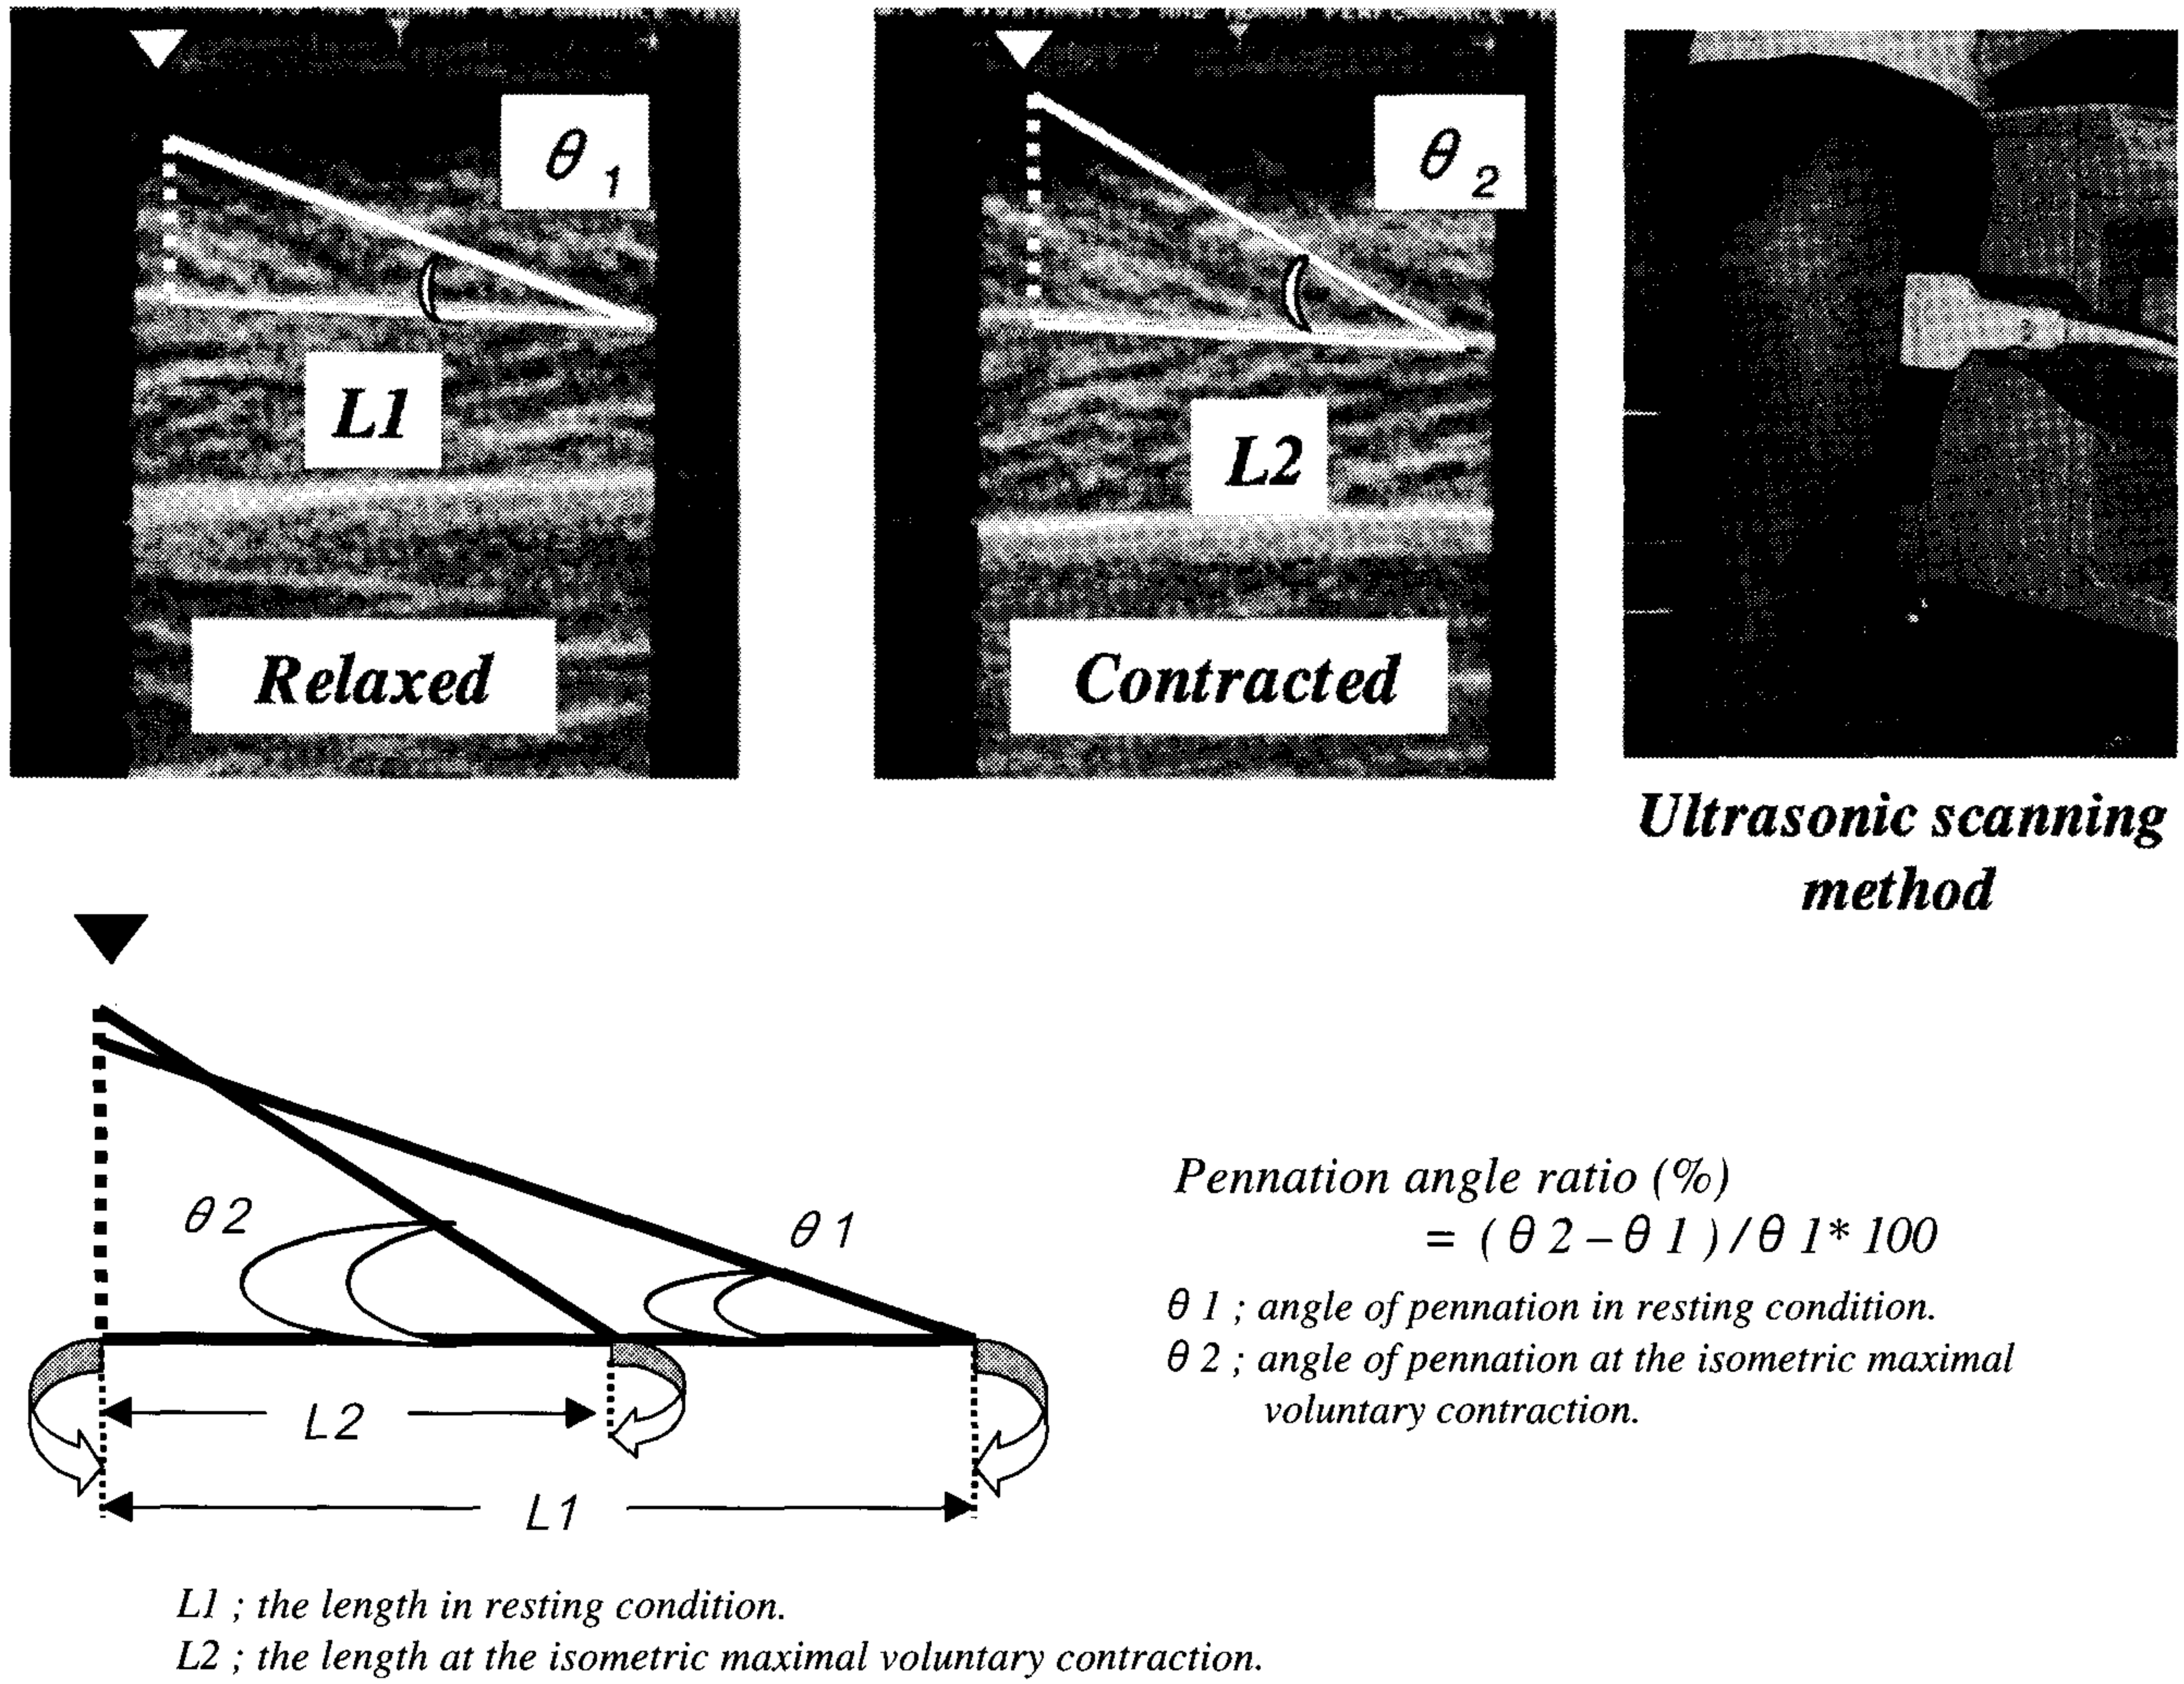 θ 1
θ 2
L1
L2
Relaxed
Contracted
Ultrasonic scanning
method
θ 2
θ 1
L2
L1
Pennation angle ratio (%)
= ( θ 2 – θ 1 ) / θ 1* 100
θ 1 ; angle of pennation in resting condition.
θ 2 ; angle of pennation at the isometric maximal
voluntary contraction.
L1 ; the length in resting condition.
L2 ; the length at the isometric maximal voluntary contraction.